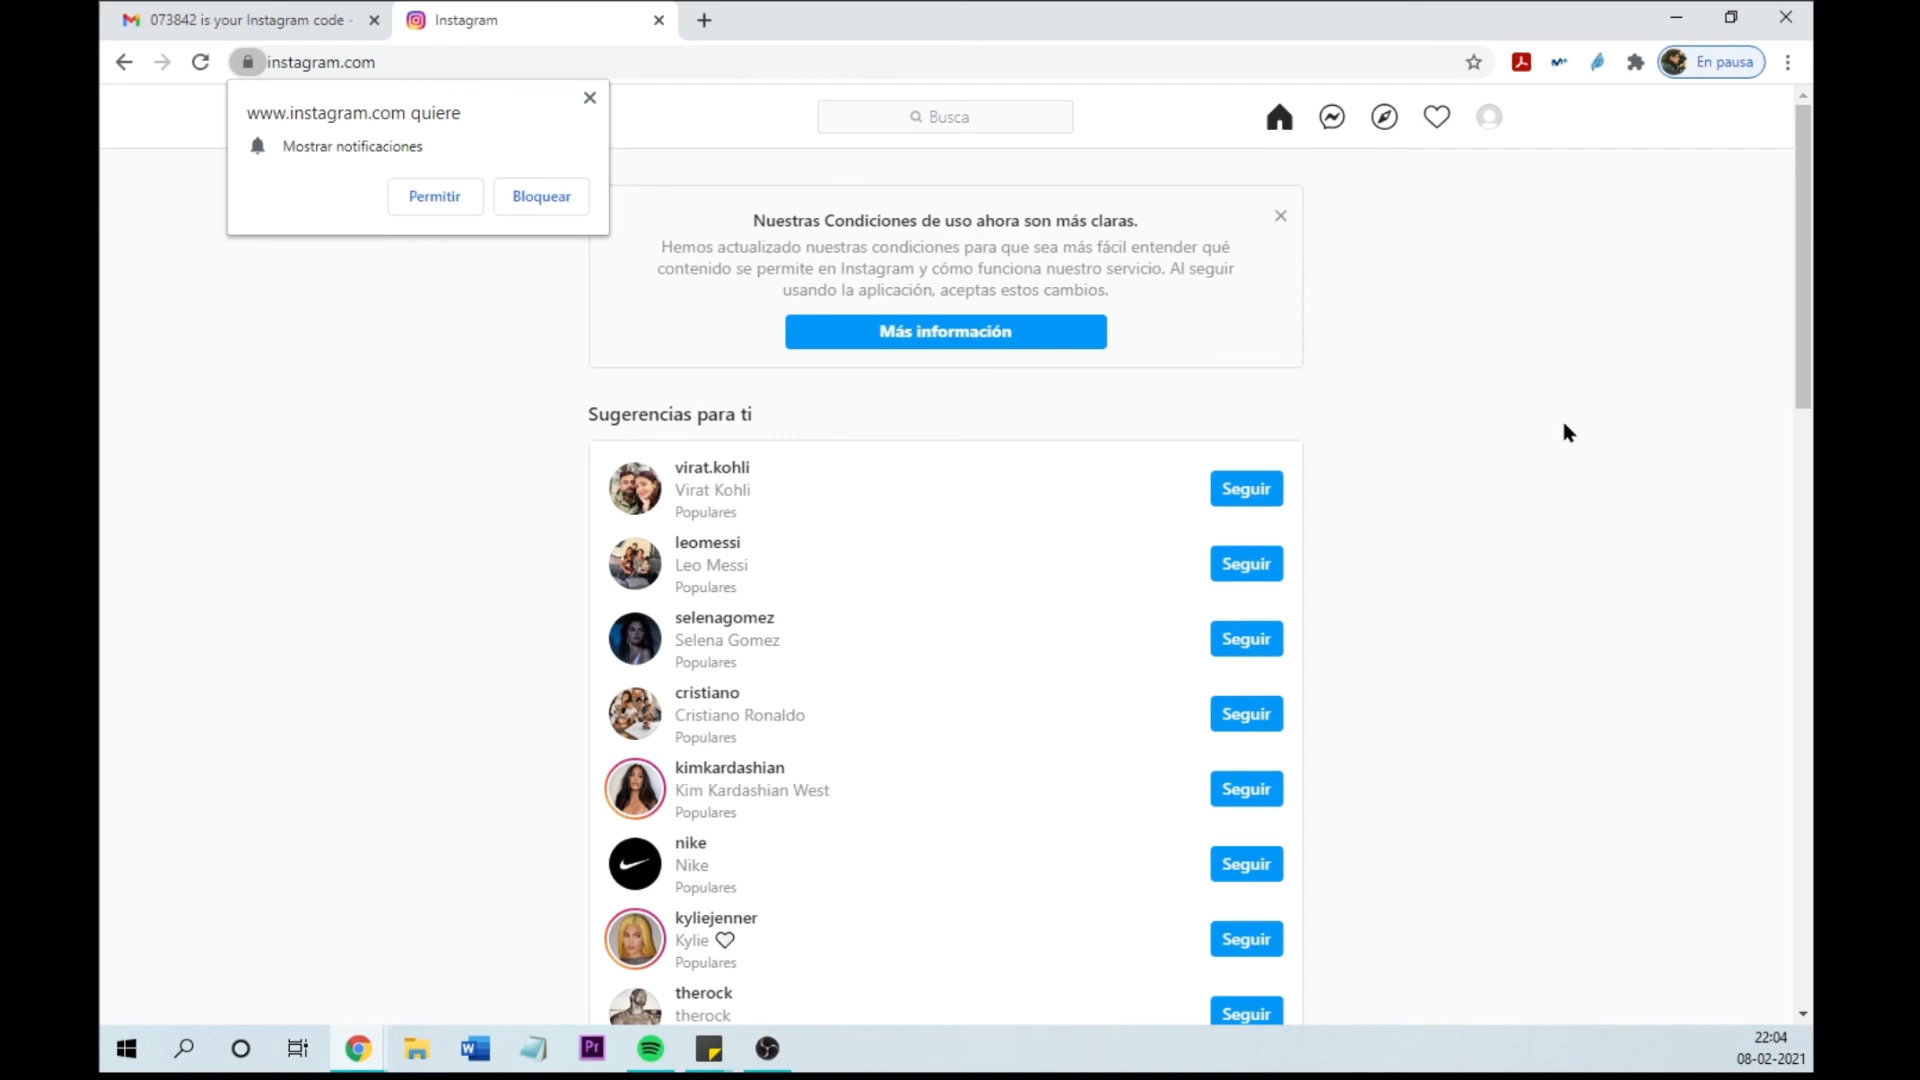 073842 is your Instagram code -
Instagram
instagram.com
En pausa
www.instagram.com quiere
Mostrar notificaciones
Permitir
Bloquear
Busca
Nuestras Condiciones de uso ahora son más claras.
Hemos actualizado nuestras condiciones para que sea más fácil entender qué
contenido se permite en Instagram y cómo funciona nuestro servicio. Al seguir
usando la aplicación, aceptas estos cambios.
Más información
Sugerencias para ti
virat.kohli
Virat Kohli
Populares
Seguir
leomessi
Leo Messi
Populares
Seguir
selenagomez
Selena Gomez
Populares
Seguir
cristiano
Cristiano Ronaldo
Populares
Seguir
kimkardashian
Kim Kardashian West
Populares
Seguir
nike
Nike
Populares
Seguir
kyliejenner
Kylie ♡
Populares
Seguir
therock
therock
Seguir
W
Pr
22:04
08-02-2021